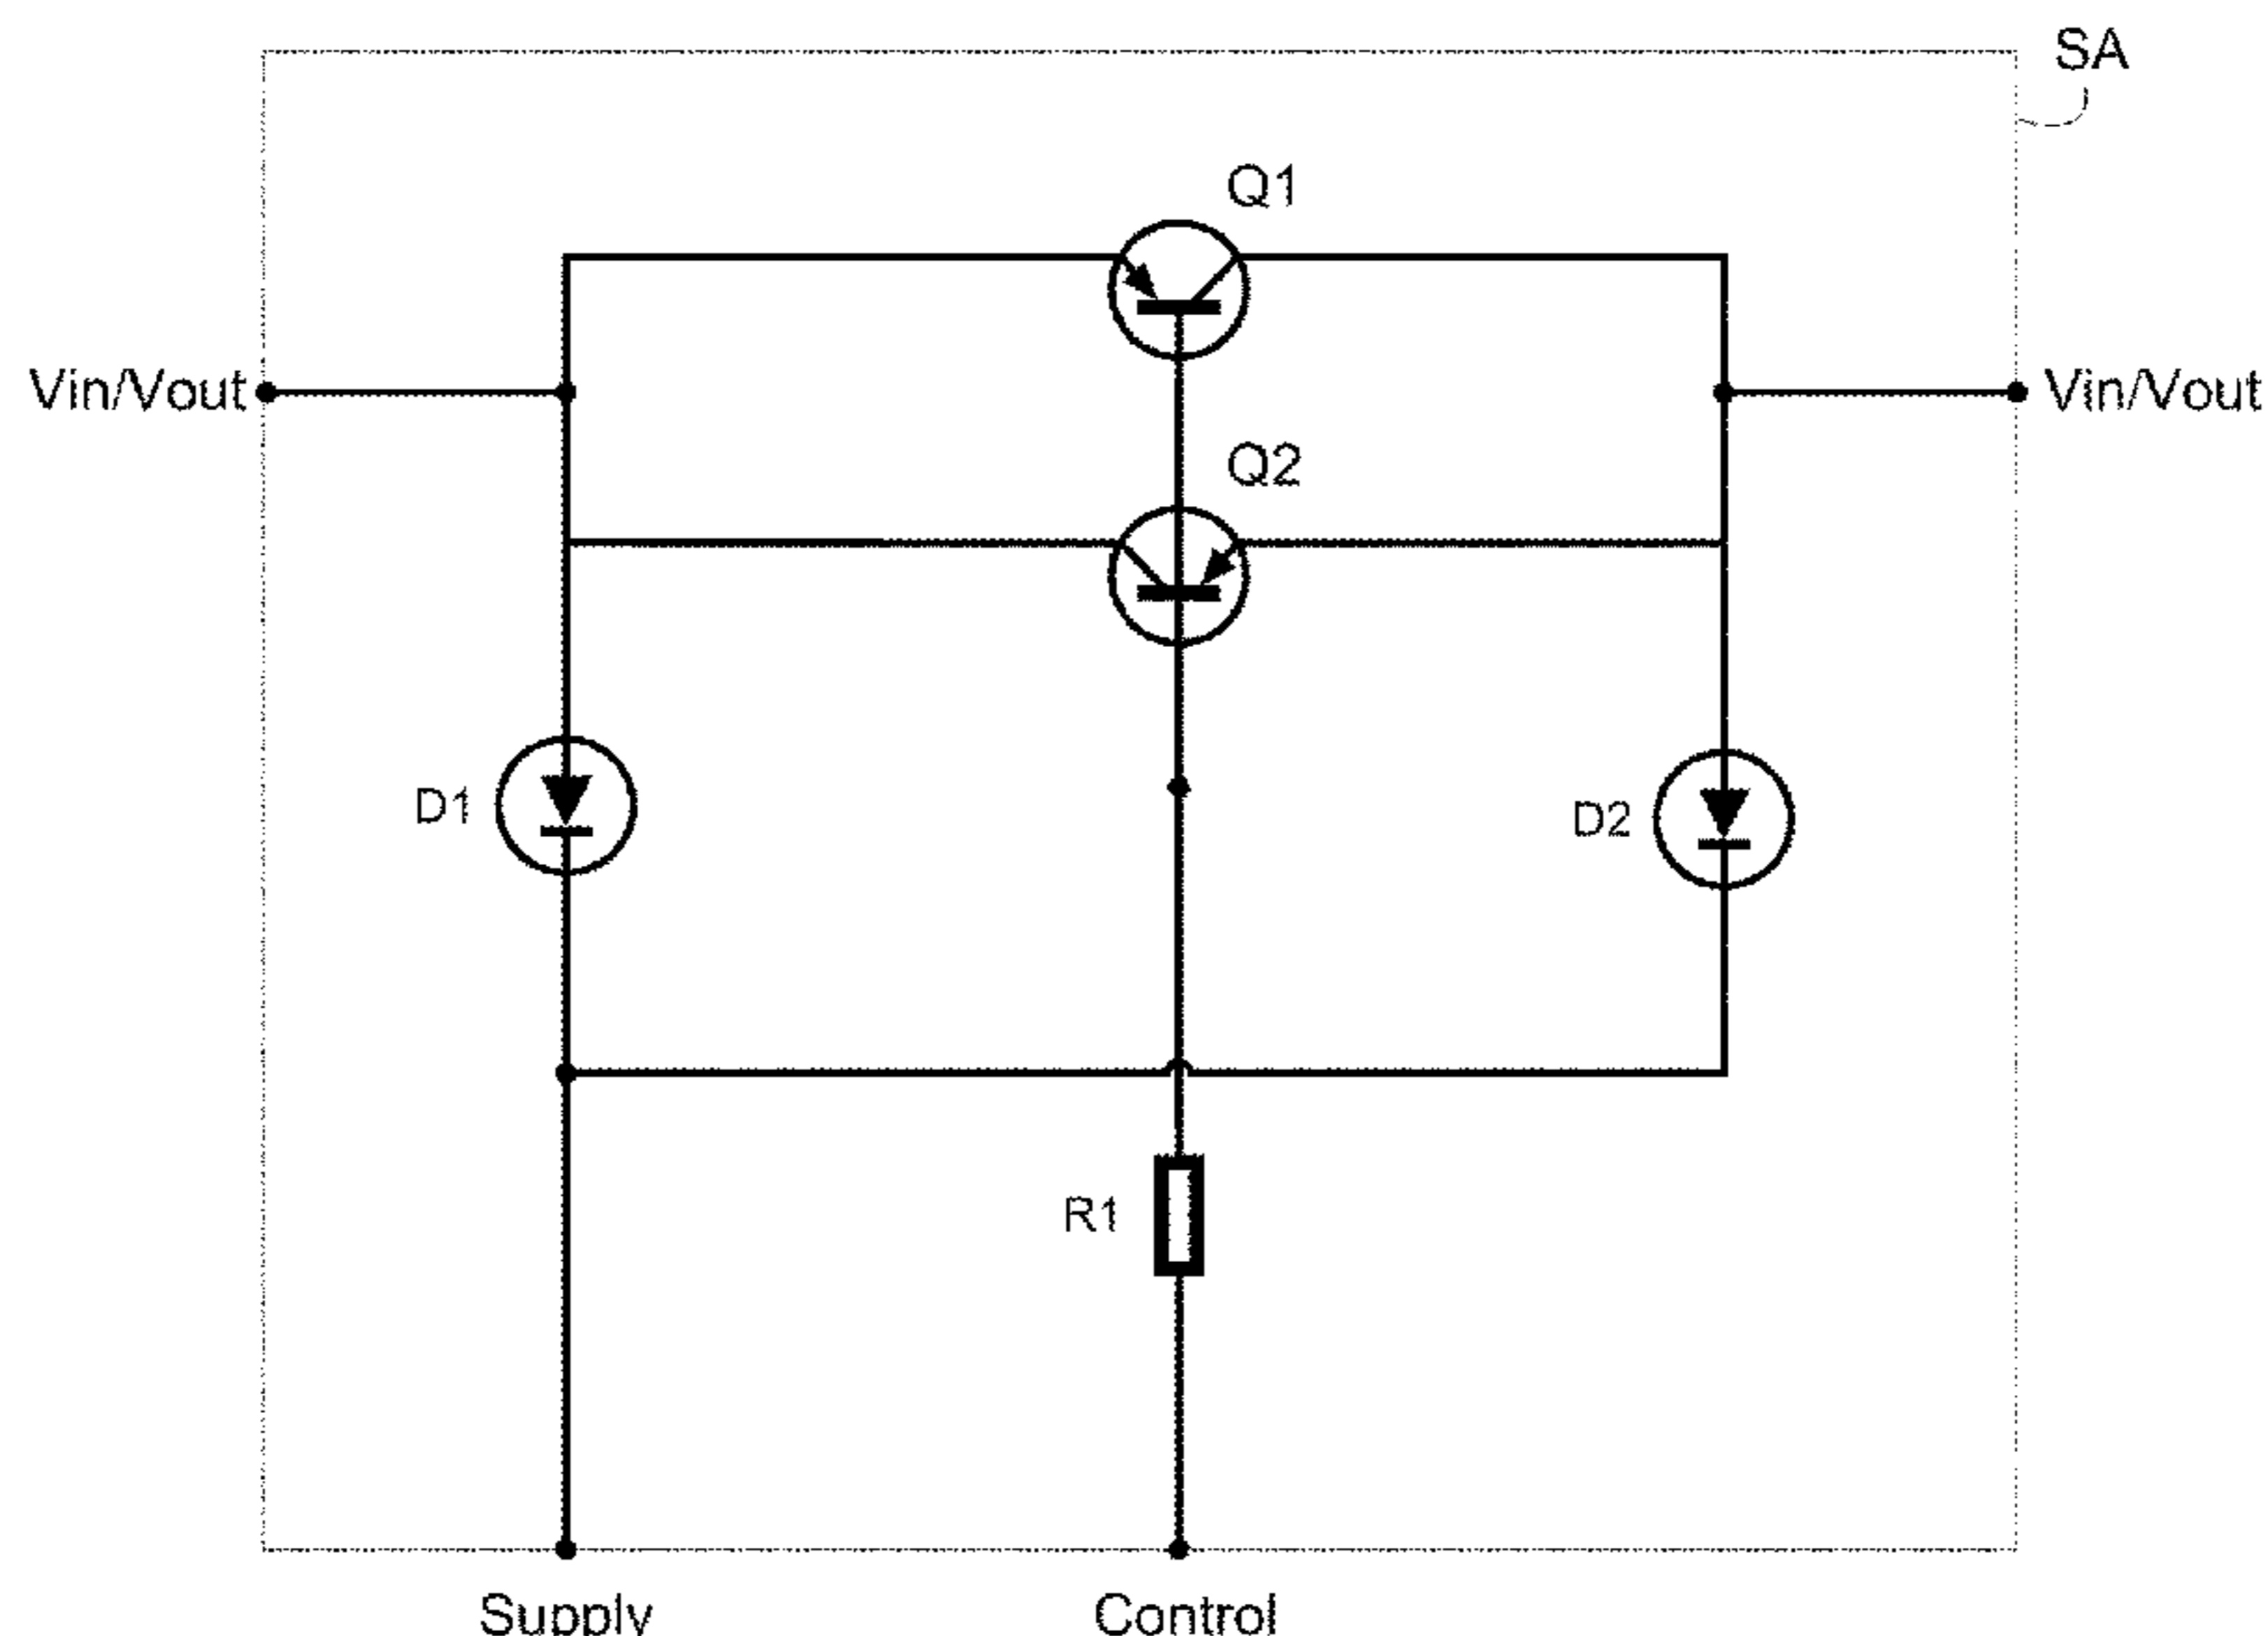 SA
Q1
Vin/Vout
Vin/Vout
Q2
D1
D2
R1
Supply
Control